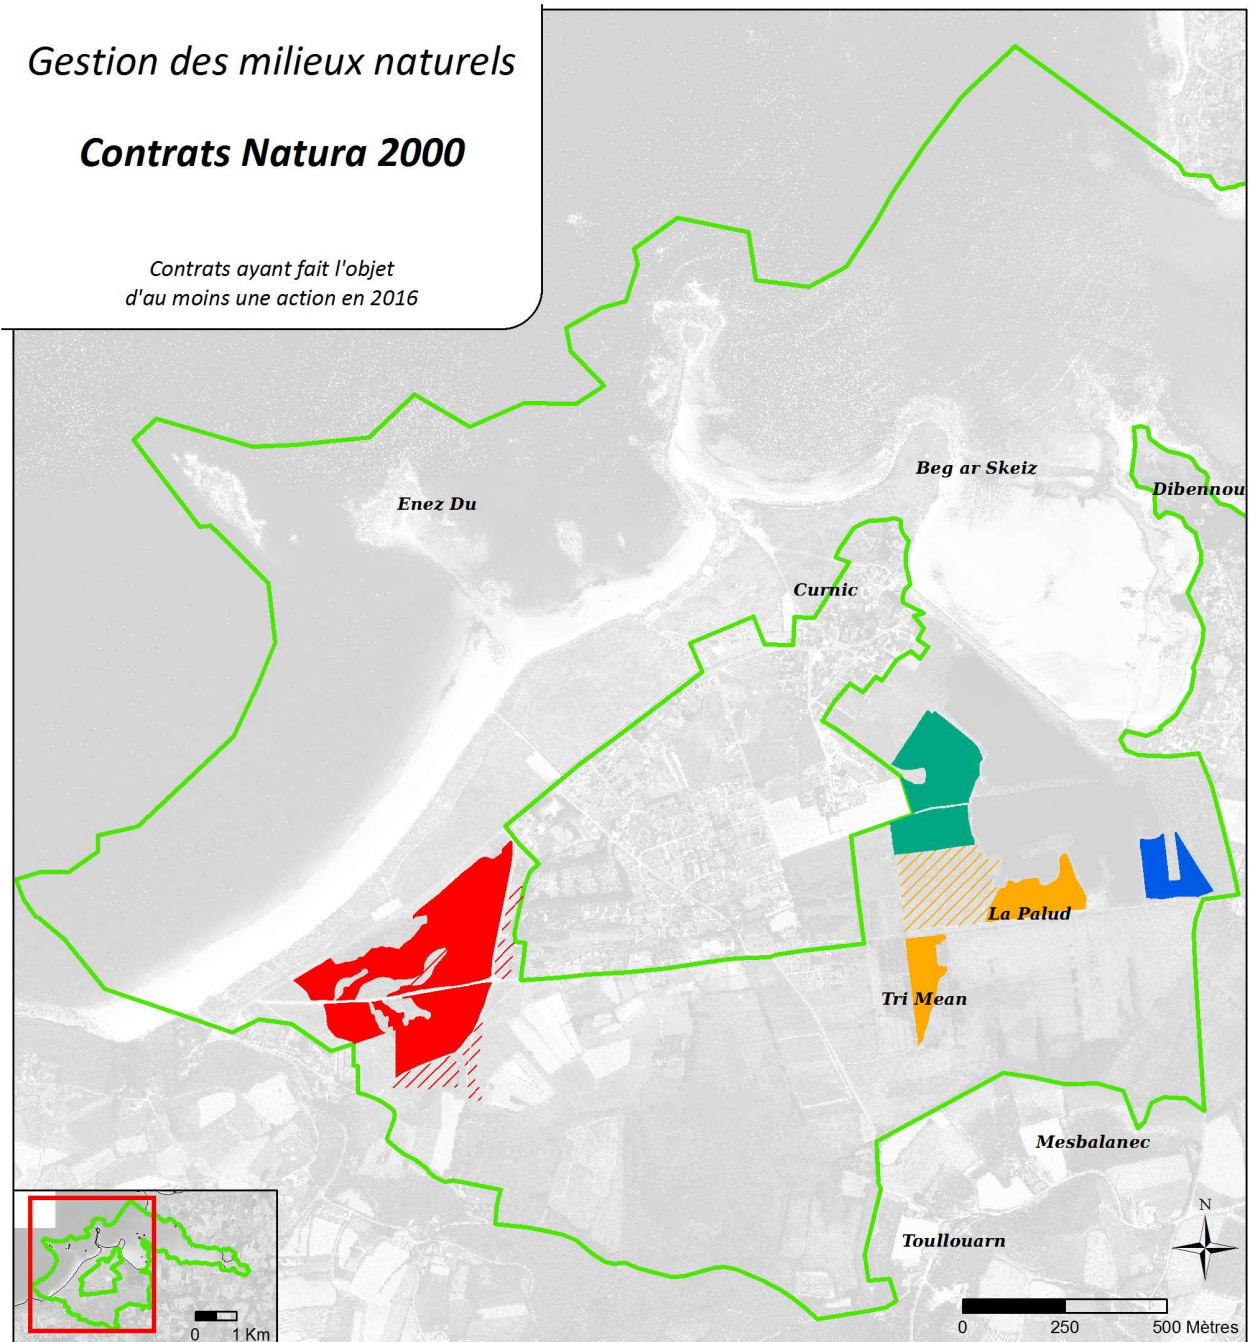 Gestion des milieux naturels
Contrats Natura 2000
Contrats ayant fait l'objet
d'au moins une action en 2016
Beg ar Skeiz
Dibennou
Enez Du
Curnic
La Palud
Tri Mean
Mesbalanec
Toullouarn
N
0 1 Km
0 250 500 Mètres